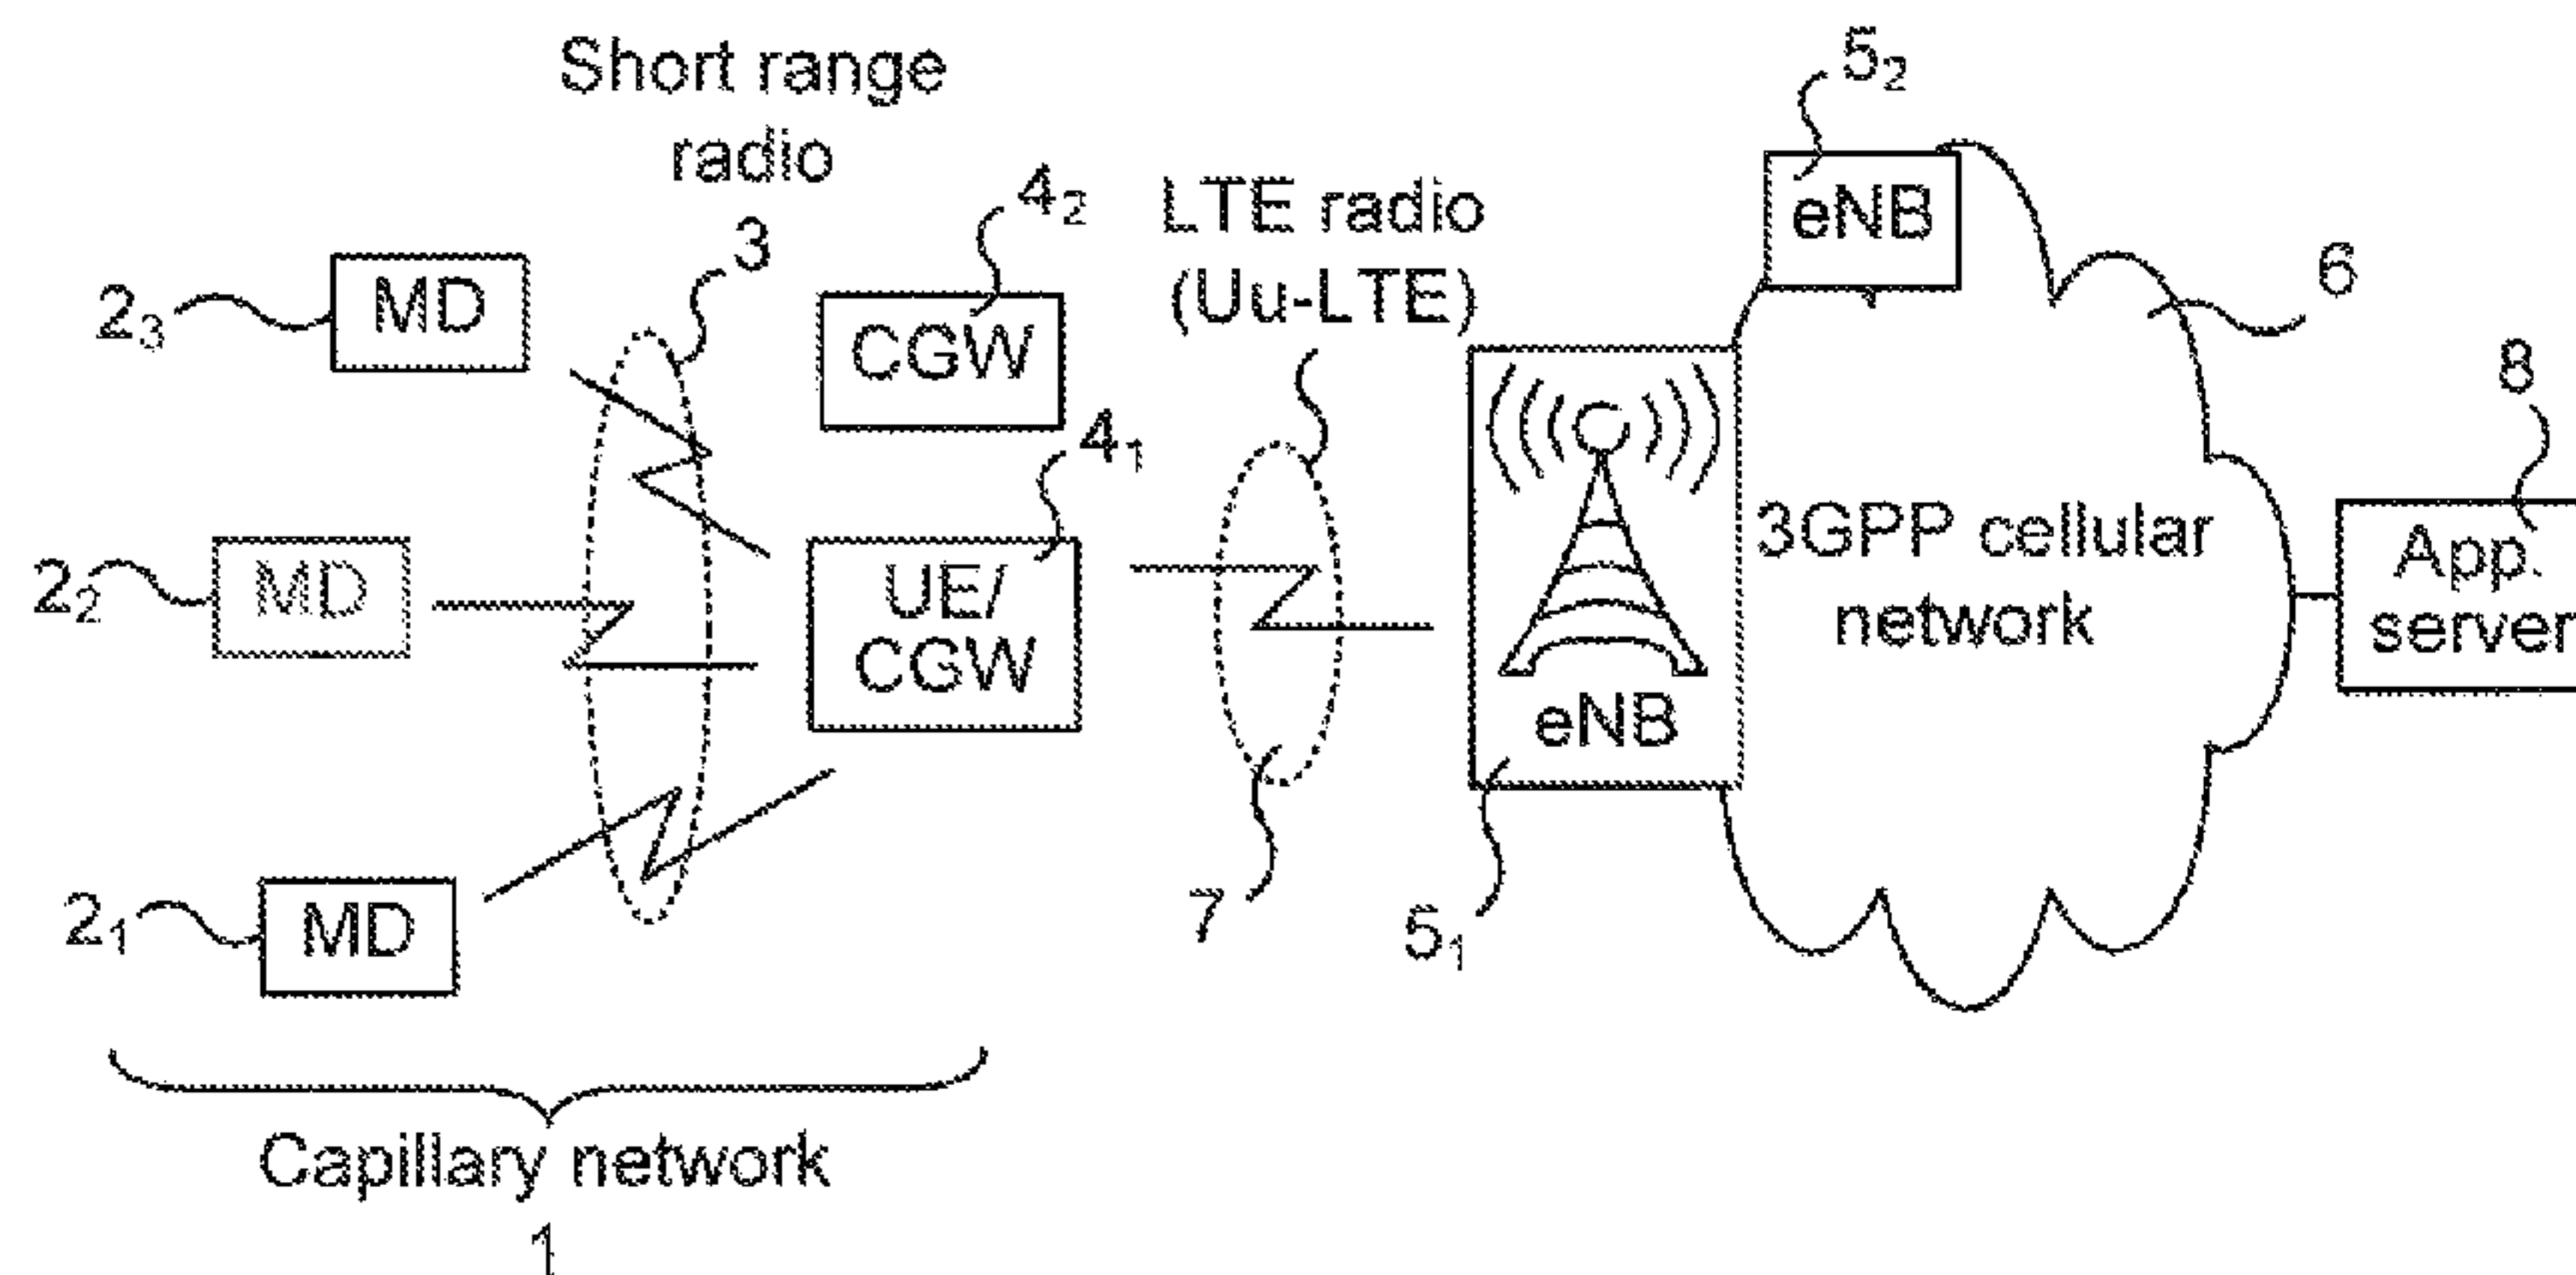 Short range
radio
3
4₂
LTE radio
(Uu-LTE)
5₂
eNB
6
2₃
MD
CGW
8
4₁
2₂
MD
UE/
CGW
3GPP cellular
network
App.
server
eNB
2₁
MD
7
5₁
Capillary network
1